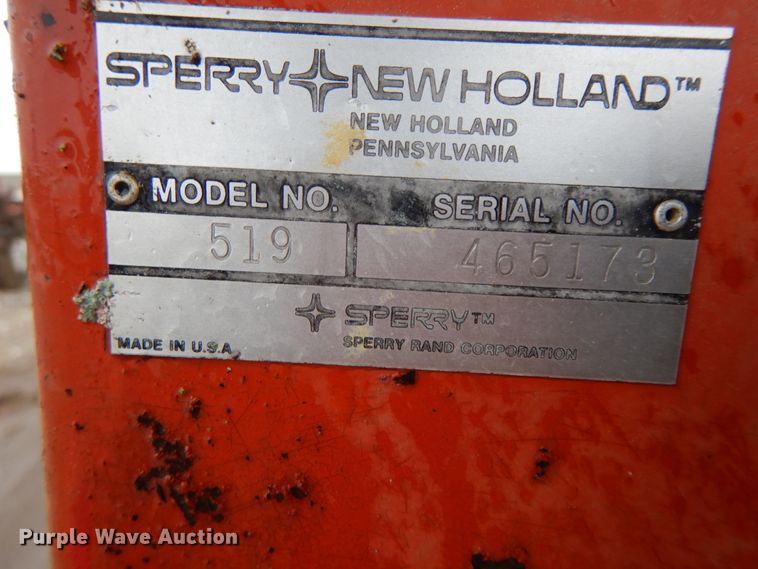 SPERRY NEW HOLLAND™
NEW HOLLAND
PENNSYLVANIA
MODEL NO. SERIAL NO.
519 465173
SPERRY™
MADE IN U.S.A SPERRY RAND CORPORATION
Purple Wave Auction